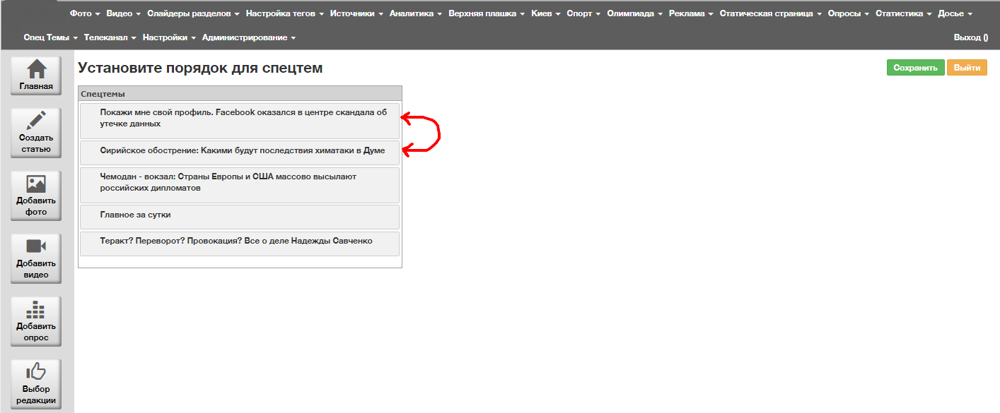 Фото Видео Слайдеры разделов Настройка тегов Источники Аналитика Верхняя плашка Киев Спорт Олимпиада Реклама Статическая страница Опросы Статистика Досье
Спец Темы Телеканал Настройки Администрирование Выход ()
Главная
Создать
статью
Добавить
фото
Добавить
видео
Добавить
опрос
Выбор
редакции
Установите порядок для спецтем
Сохранить Выйти
Спецтемы
Покажи мне свой профиль. Facebook оказался в центре скандала об
утечке данных
Сирийское обострение: Какими будут последствия химатаки в Думе
Чемодан - вокзал: Страны Европы и США массово высылают
российских дипломатов
Главное за сутки
Теракт? Переворот? Провокация? Все о деле Надежды Савченко